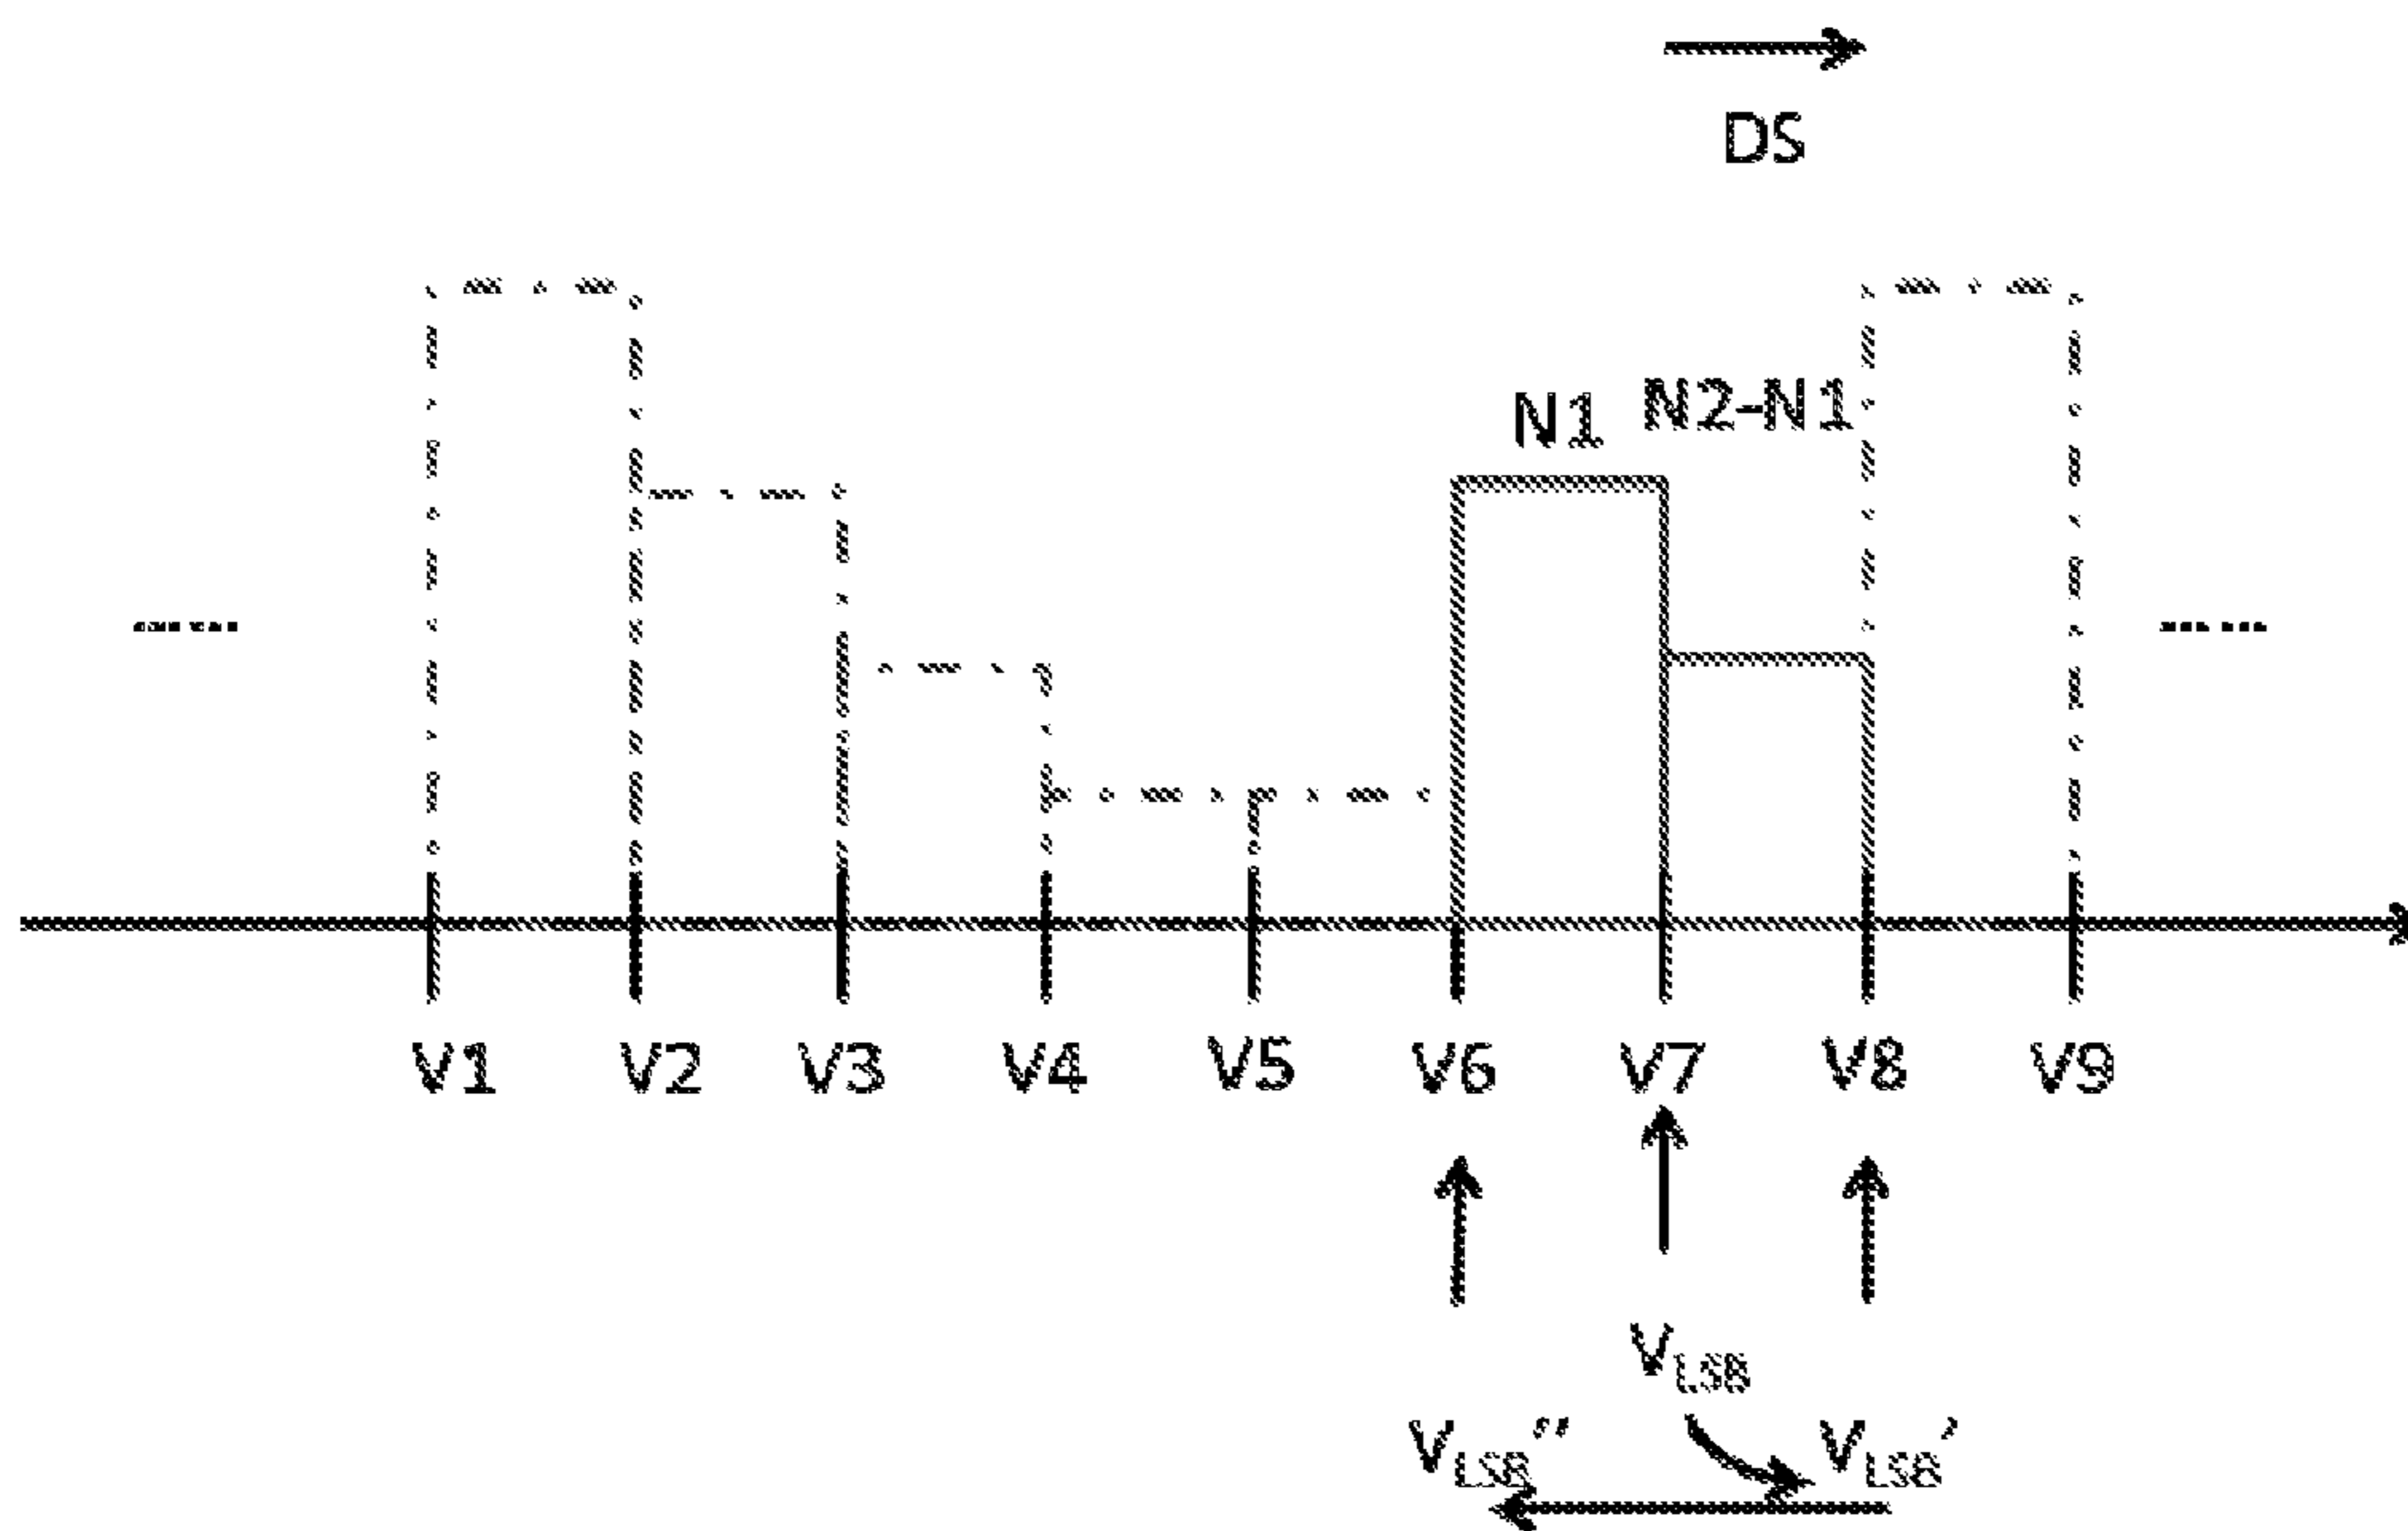 DS
N1 N2-N1
V1 V2 V3 V4 V5 V6 V7 V8 V9
VLSB
VLSB'' VLSB'